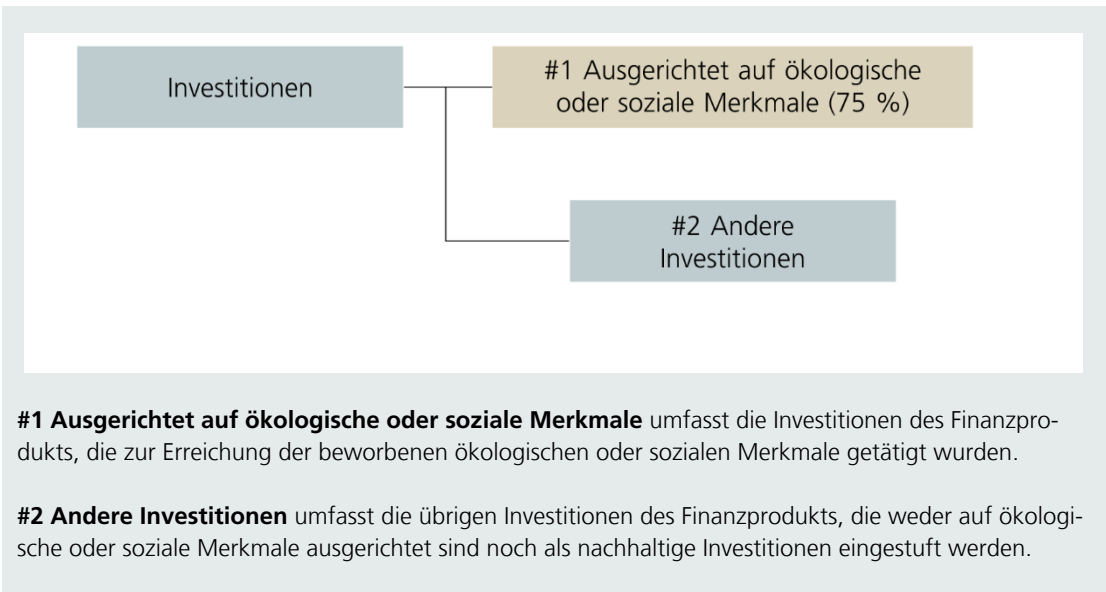 Investitionen
#1 Ausgerichtet auf ökologische
oder soziale Merkmale (75 %)
#2 Andere
Investitionen
#1 Ausgerichtet auf ökologische oder soziale Merkmale umfasst die Investitionen des Finanzpro-
dukts, die zur Erreichung der beworbenen ökologischen oder sozialen Merkmale getätigt wurden.
#2 Andere Investitionen umfasst die übrigen Investitionen des Finanzprodukts, die weder auf ökologi-
sche oder soziale Merkmale ausgerichtet sind noch als nachhaltige Investitionen eingestuft werden.